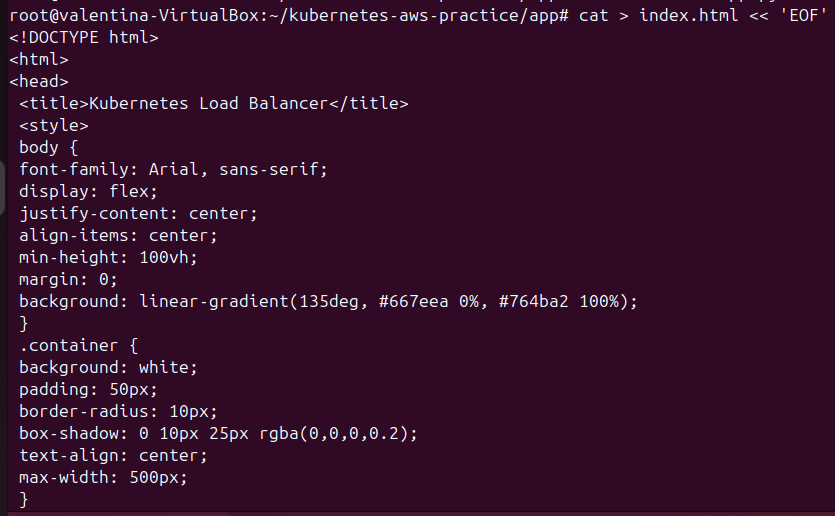 root@valentina-VirtualBox:~/kubernetes-aws-practice/app# cat > index.html << 'EOF'
<!DOCTYPE html>
<html>
<head>
 <title>Kubernetes Load Balancer</title>
 <style>
 body {
 font-family: Arial, sans-serif;
 display: flex;
 justify-content: center;
 align-items: center;
 min-height: 100vh;
 margin: 0;
 background: linear-gradient(135deg, #667eea 0%, #764ba2 100%);
 }
 .container {
 background: white;
 padding: 50px;
 border-radius: 10px;
 box-shadow: 0 10px 25px rgba(0,0,0,0.2);
 text-align: center;
 max-width: 500px;
 }